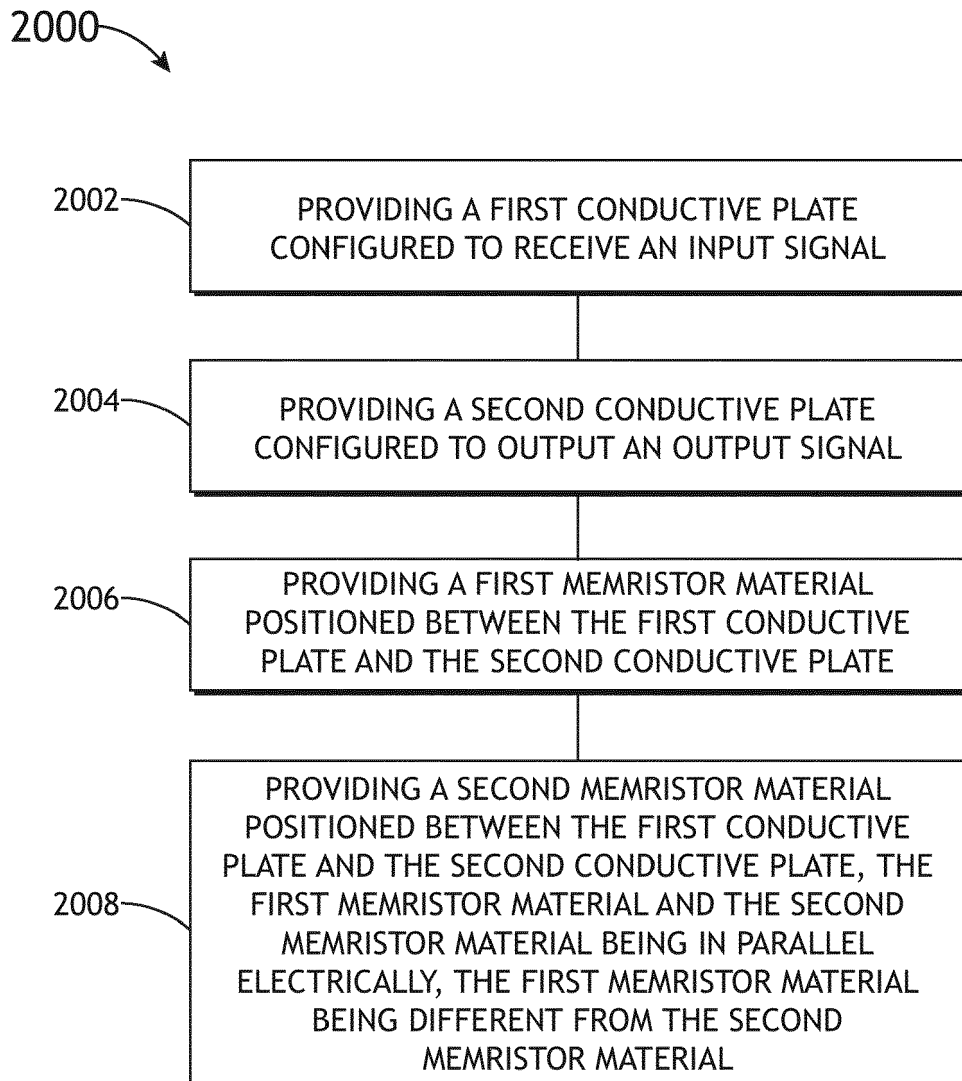 2000
2002
PROVIDING A FIRST CONDUCTIVE PLATE
CONFIGURED TO RECEIVE AN INPUT SIGNAL
2004
PROVIDING A SECOND CONDUCTIVE PLATE
CONFIGURED TO OUTPUT AN OUTPUT SIGNAL
2006
PROVIDING A FIRST MEMRISTOR MATERIAL
POSITIONED BETWEEN THE FIRST CONDUCTIVE
PLATE AND THE SECOND CONDUCTIVE PLATE
2008
PROVIDING A SECOND MEMRISTOR MATERIAL
POSITIONED BETWEEN THE FIRST CONDUCTIVE
PLATE AND THE SECOND CONDUCTIVE PLATE, THE
FIRST MEMRISTOR MATERIAL AND THE SECOND
MEMRISTOR MATERIAL BEING IN PARALLEL
ELECTRICALLY, THE FIRST MEMRISTOR MATERIAL
BEING DIFFERENT FROM THE SECOND
MEMRISTOR MATERIAL